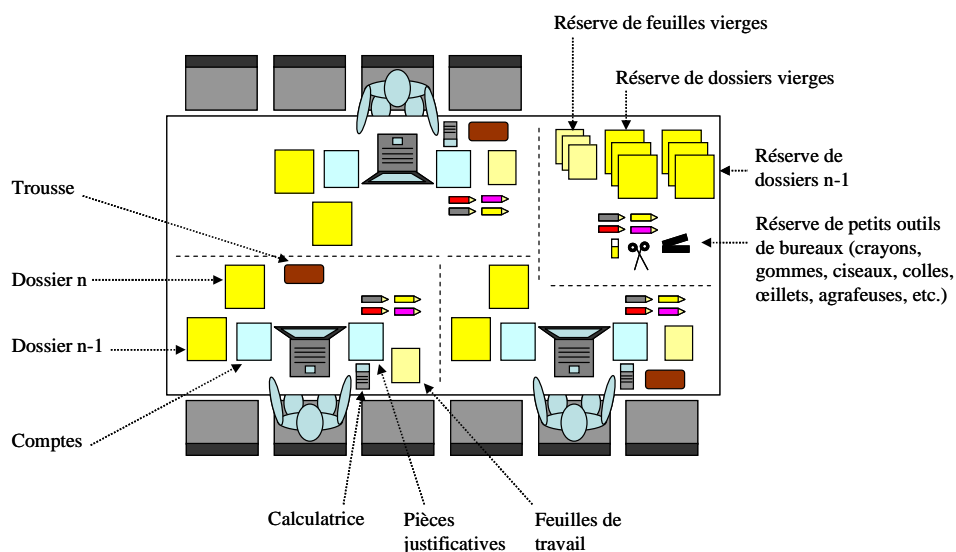 Réserve de feuilles vierges
Réserve de dossiers vierges
Réserve de
dossiers n-1
Trousse
Réserve de petits outils
de bureaux (crayons,
gommes, ciseaux, colles,
œillets, agrafeuses, etc.)
Dossier n
Dossier n-1
Comptes
Calculatrice
Pièces
justificatives
Feuilles de
travail